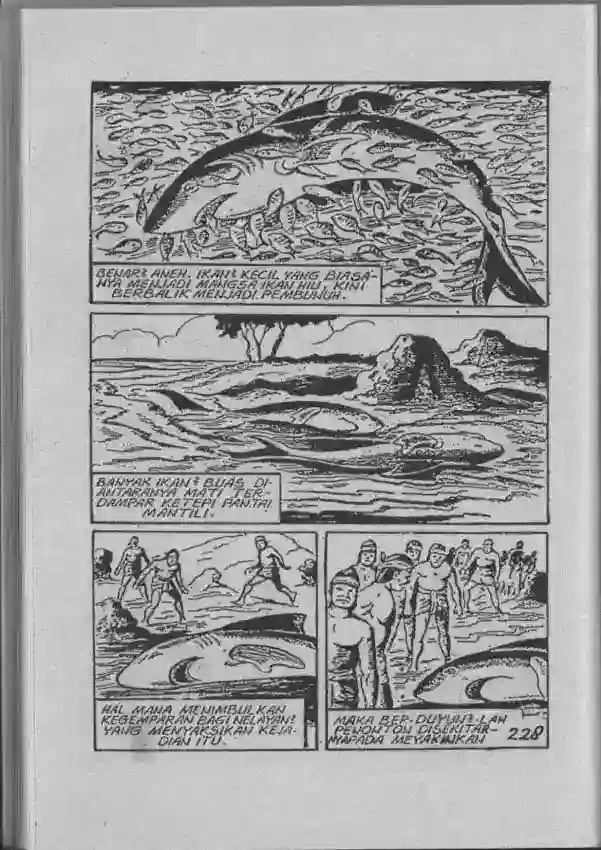 BENAR² ANEH. IKAN² KECIL YANG BIASA-
NYA MENJADI MANGSA IKAN HIU, KINI
BERBALIK MENJADI PEMBUNUH.
BANYAK IKAN² BUAS DI-
ANTARANYA MATI TER-
DAMPAR KETEPI PANTAI
MANTILI.
HAL MANA MENIMBULKAN
KEGEMPARAN BAGI NELAYAN²
YANG MENYAKSIKAN KEJA-
DIAN ITU.
MAKA BER-DUYUN²-LAH
PENONTON DISEKITAR-
NYAPADA MEYAKINKAN
228